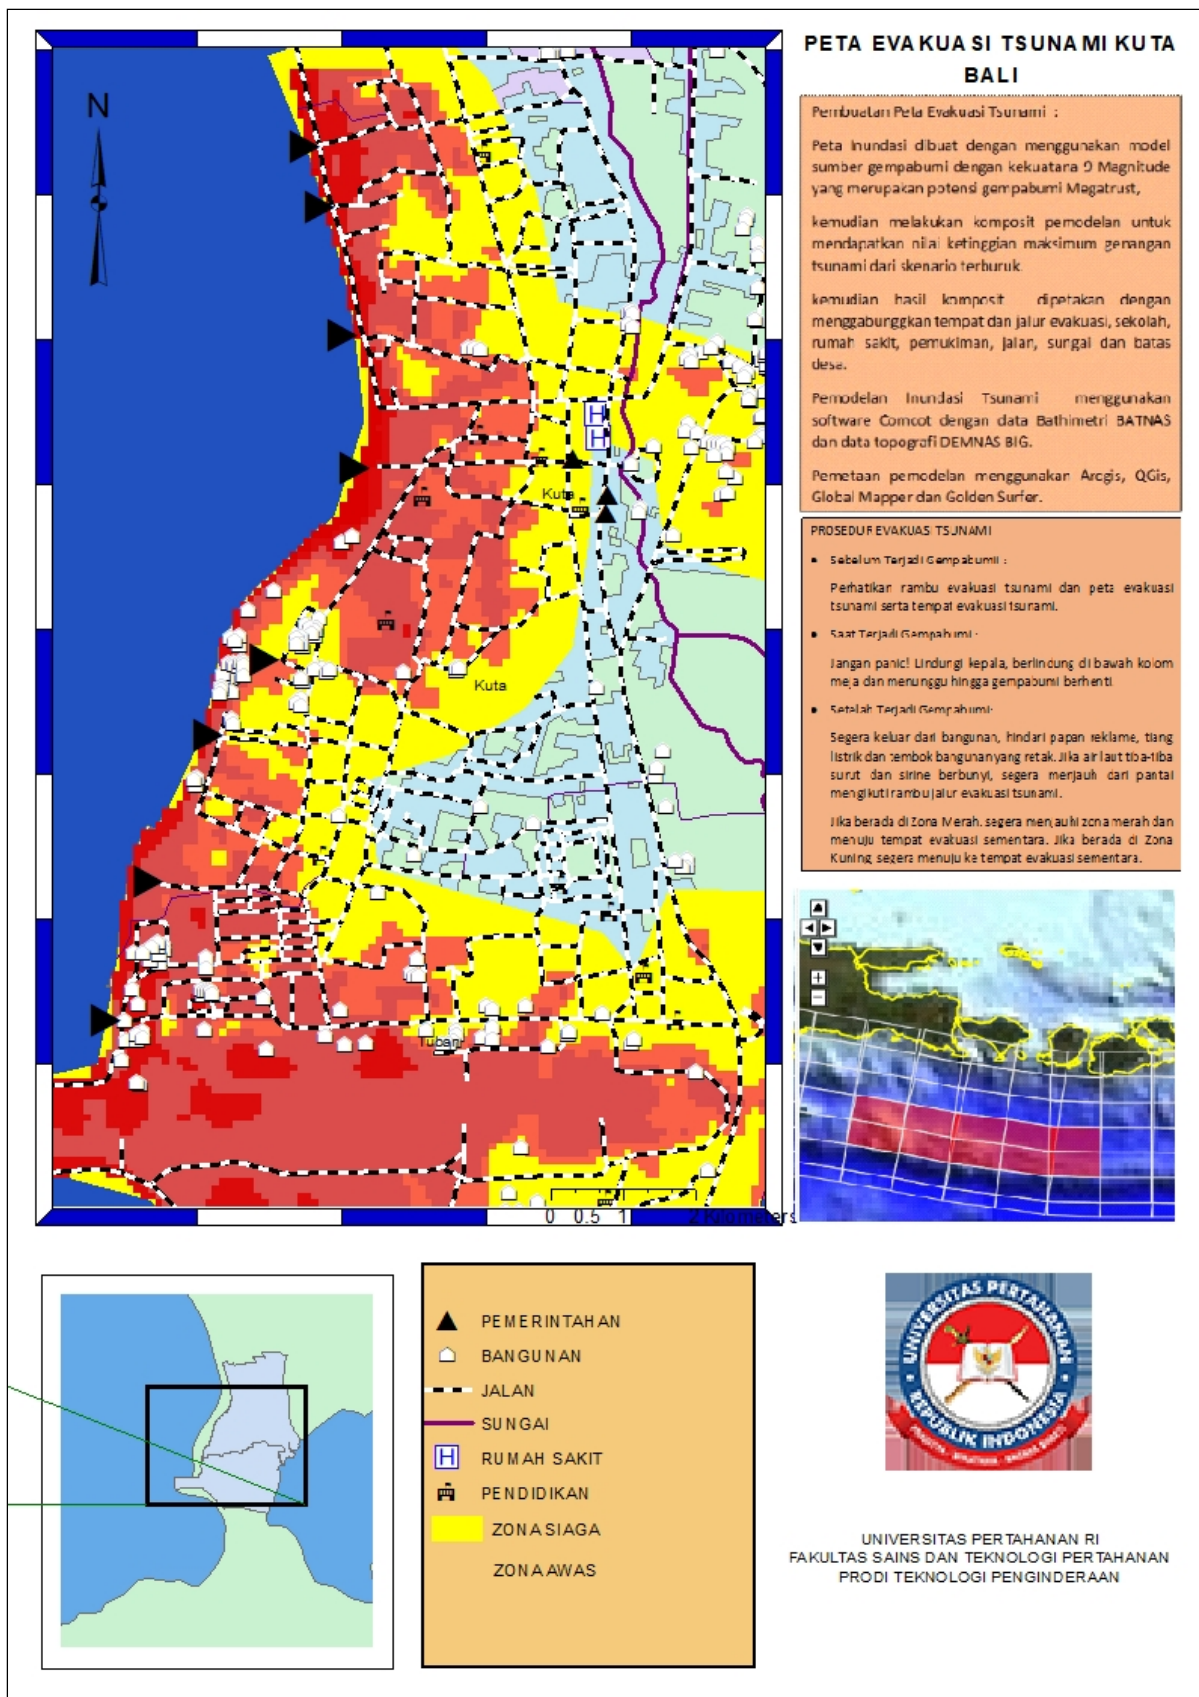 PETA EVAKUASI TSUNAMI KUTA
BALI
N
Pembuatan Peta Evakuasi Tsunami :
Peta Inundasi dibuat dengan menggunakan model
sumber gempabumi dengan kekuatana 9 Magnitude
yang merupakan potensi gempabumi Megatrust,
kemudian melakukan komposit pemodelan untuk
mendapatkan nilai ketinggian maksimum genangan
tsunami dari skenario terburuk.
kemudian hasil komposit dipetakan dengan
menggabunggkan tempat dan jalur evakuasi, sekolah,
rumah sakit, pemukiman, jalan, sungai dan batas
desa.
Pemodelan Inundasi Tsunami menggunakan
software Comcot dengan data Bathimetri BATNAS
dan data topografi DEMNAS BIG.
Pemetaan pemodelan menggunakan Arcgis, QGis,
Global Mapper dan Golden Surfer.
PROSEDUR EVAKUASI TSUNAMI
• Sebelum Terjadi Gempabumii :
Perhatikan rambu evakuasi tsunami dan peta evakuasi
tsunami serta tempat evakuasi tsunami.
• Saat Terjadi Gempabumi :
Jangan panic! Lindungi kepala, berlindung di bawah kolom
meja dan menunggu hingga gempabumi berhenti.
• Setelah Terjadi Gempabumi:
Segera keluar dari bangunan, hindari papan reklame, tiang
listrik dan tembok bangunan yang retak. Jika air laut tiba-tiba
surut dan sirine berbunyi, segera menjauh dari pantai
mengikuti rambu jalur evakuasi tsunami.
Jika berada di Zona Merah, segera menjauhi zona merah dan
menuju tempat evakuasi sementara. Jika berada di Zona
Kuning, segera menuju ke tempat evakuasi sementara.
H
H
Kuta
Kuta
Tuban
0 0.5 1 2 Kilometers
PEMERINTAHAN
BANGUNAN
JALAN
SUNGAI
H RUMAH SAKIT
PENDIDIKAN
ZONA SIAGA
ZONA AWAS
UNIVERSITAS PERTAHANAN
REPUBLIK INDONESIA
UNIVERSITAS PERTAHANAN RI
FAKULTAS SAINS DAN TEKNOLOGI PERTAHANAN
PRODI TEKNOLOGI PENGINDERAAN